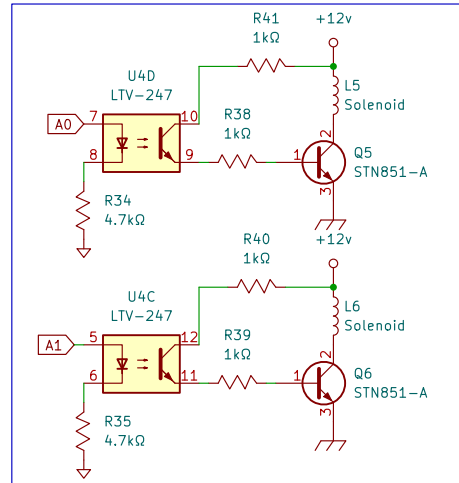 R41
1kΩ
+12v
U4D
LTV-247
L5
Solenoid
A0
7
10
R38
1kΩ
2
8
9
1
Q5
STN851-A
3
R34
4.7kΩ
R40
1kΩ
+12v
U4C
LTV-247
L6
Solenoid
A1
5
12
R39
1kΩ
2
6
11
1
Q6
STN851-A
3
R35
4.7kΩ